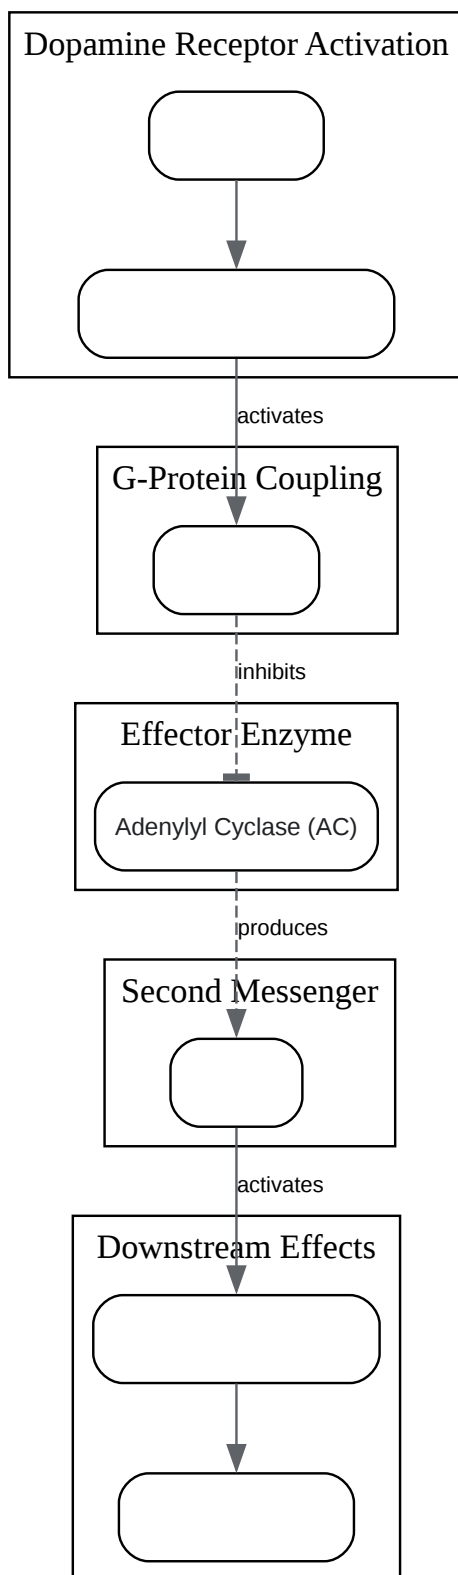 Dopamine Receptor Activation
activates
G-Protein Coupling
inhibits
Effector Enzyme
Adenylyl Cyclase (AC)
produces
Second Messenger
activates
Downstream Effects